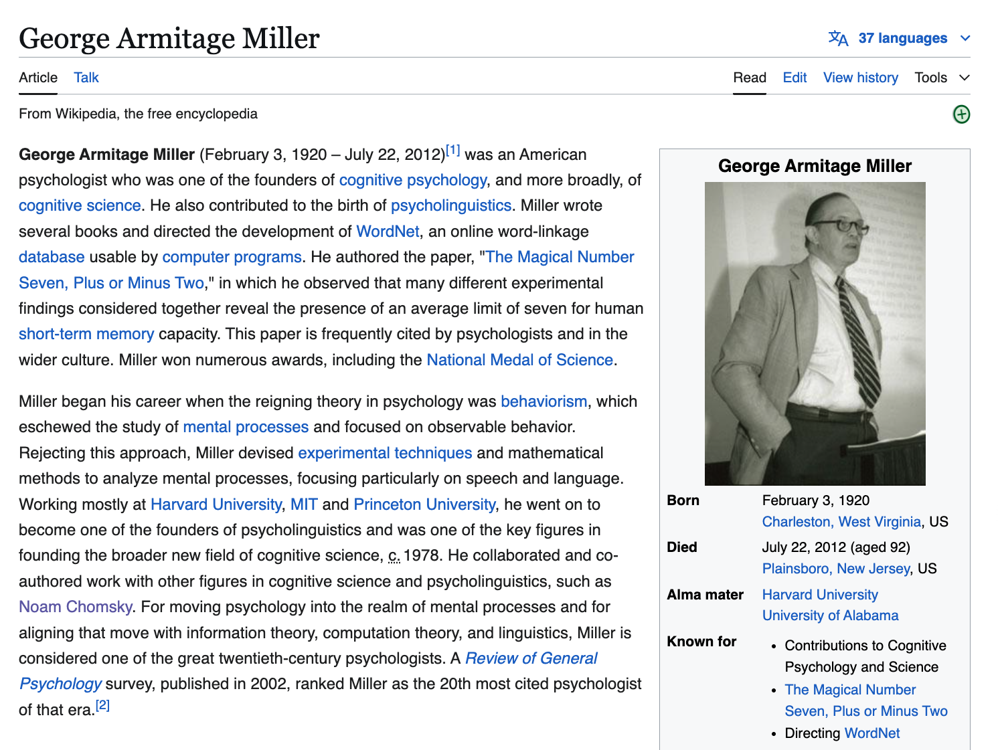 George Armitage Miller
37 languages
Article Talk
Read Edit View history Tools
From Wikipedia, the free encyclopedia
George Armitage Miller (February 3, 1920 – July 22, 2012)[1] was an American
psychologist who was one of the founders of cognitive psychology, and more broadly, of
cognitive science. He also contributed to the birth of psycholinguistics. Miller wrote
several books and directed the development of WordNet, an online word-linkage
database usable by computer programs. He authored the paper, "The Magical Number
Seven, Plus or Minus Two," in which he observed that many different experimental
findings considered together reveal the presence of an average limit of seven for human
short-term memory capacity. This paper is frequently cited by psychologists and in the
wider culture. Miller won numerous awards, including the National Medal of Science.
Miller began his career when the reigning theory in psychology was behaviorism, which
eschewed the study of mental processes and focused on observable behavior.
Rejecting this approach, Miller devised experimental techniques and mathematical
methods to analyze mental processes, focusing particularly on speech and language.
Working mostly at Harvard University, MIT and Princeton University, he went on to
become one of the founders of psycholinguistics and was one of the key figures in
founding the broader new field of cognitive science, c. 1978. He collaborated and co-
authored work with other figures in cognitive science and psycholinguistics, such as
Noam Chomsky. For moving psychology into the realm of mental processes and for
aligning that move with information theory, computation theory, and linguistics, Miller is
considered one of the great twentieth-century psychologists. A Review of General
Psychology survey, published in 2002, ranked Miller as the 20th most cited psychologist
of that era.[2]
George Armitage Miller
Born February 3, 1920
Charleston, West Virginia, US
Died July 22, 2012 (aged 92)
Plainsboro, New Jersey, US
Alma mater Harvard University
University of Alabama
Known for • Contributions to Cognitive
Psychology and Science
• The Magical Number
Seven, Plus or Minus Two
• Directing WordNet